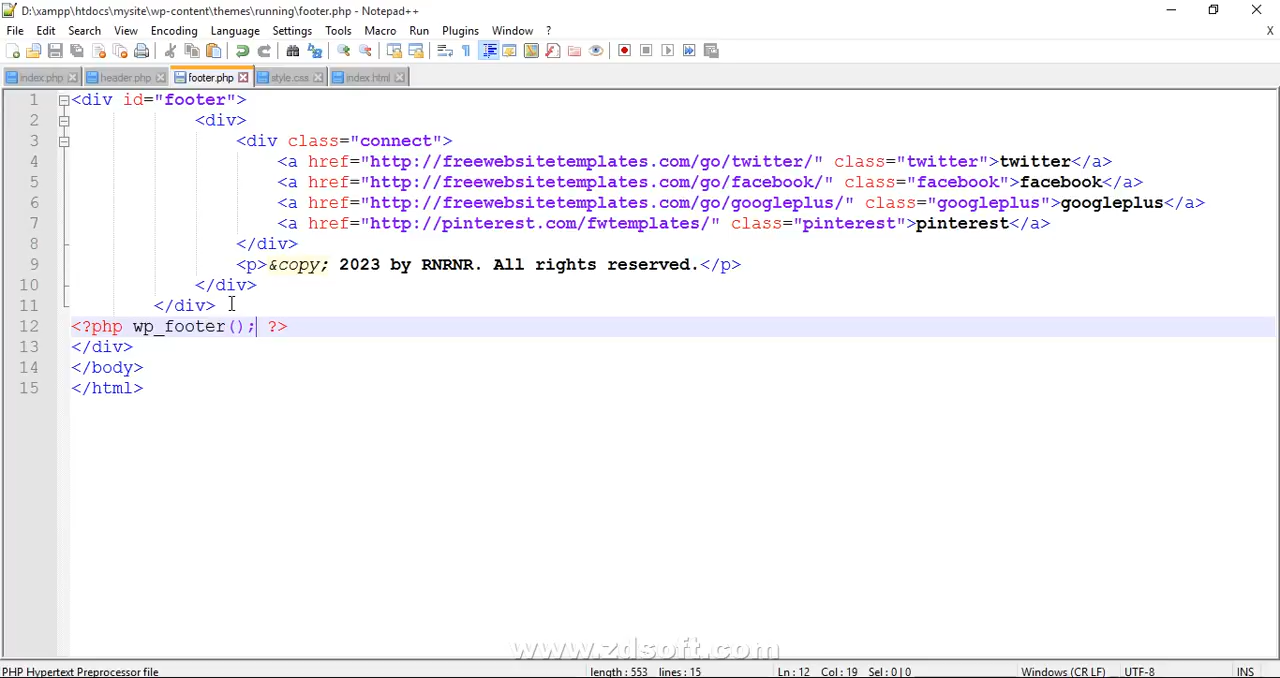 D:\xampp\htdocs\mysite\wp-content\themes\running\footer.php - Notepad++
File Edit Search View Encoding Language Settings Tools Macro Run Plugins Window ? X
index.php header.php footer.php style.css index.html
1 <div id="footer">
2 <div>
3 <div class="connect">
4 <a href="http://freewebsitetemplates.com/go/twitter/" class="twitter">twitter</a>
5 <a href="http://freewebsitetemplates.com/go/facebook/" class="facebook">facebook</a>
6 <a href="http://freewebsitetemplates.com/go/googleplus/" class="googleplus">googleplus</a>
7 <a href="http://pinterest.com/fwtemplates/" class="pinterest">pinterest</a>
8 </div>
9 <p>&copy; 2023 by RNRNR. All rights reserved.</p>
10 </div>
11 </div>
12 <?php wp_footer(); ?>
13 </div>
14 </body>
15 </html>
www.zdsoft.com
PHP Hypertext Preprocessor file length : 553 lines : 15 Ln : 12 Col : 19 Sel : 0 | 0 Windows (CR LF) UTF-8 INS